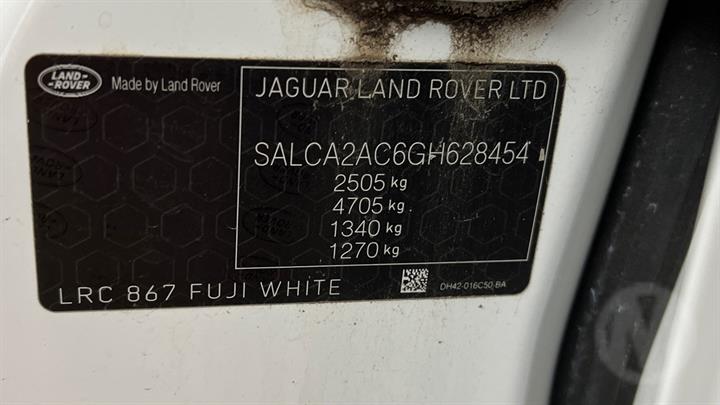 LAND-
ROVER
Made by Land Rover
JAGUAR LAND ROVER LTD
SALCA2AC6GH628454
2505 kg
4705 kg
1340 kg
1270 kg
LRC 867 FUJI WHITE
DH42-016C50-BA